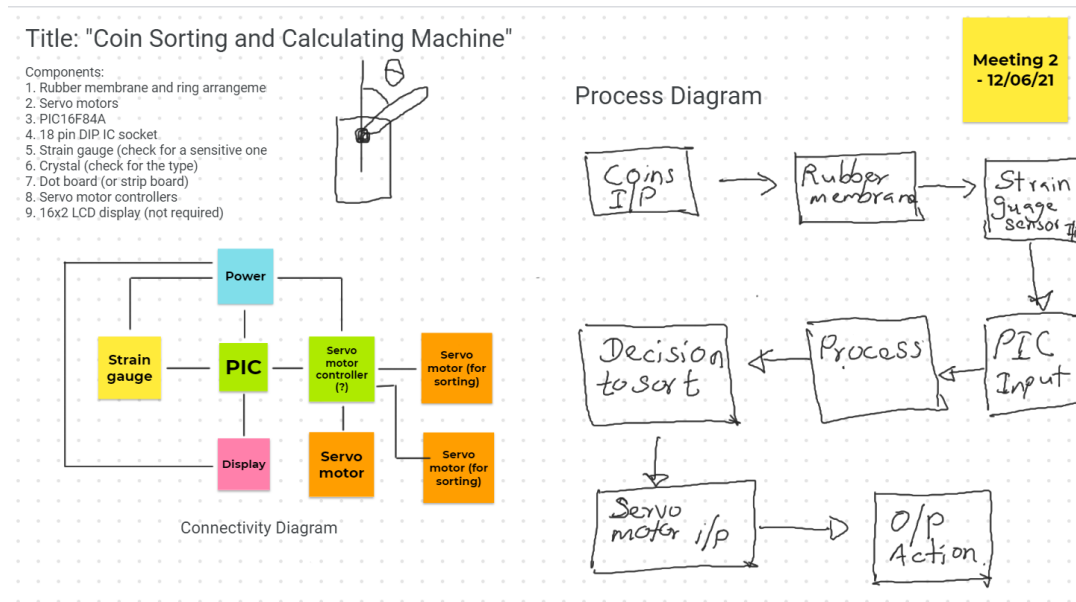 Title: "Coin Sorting and Calculating Machine"
Components:
1. Rubber membrane and ring arrangeme
2. Servo motors
3. PIC16F84A
4. 18 pin DIP IC socket
5. Strain gauge (check for a sensitive one
6. Crystal (check for the type)
7. Dot board (or strip board)
8. Servo motor controllers
9. 16x2 LCD display (not required)
θ
Power
Strain
gauge
PIC
Servo
motor
controller
(?)
Servo
motor (for
sorting)
Display
Servo
motor
Servo
motor (for
sorting)
Connectivity Diagram
Meeting 2
- 12/06/21
Process Diagram
Coins
I/P
Rubber
membrane
Strain
guage
sensor
PIC
Input
Process
Decision
to sort
Servo
motor i/p
O/P
Action